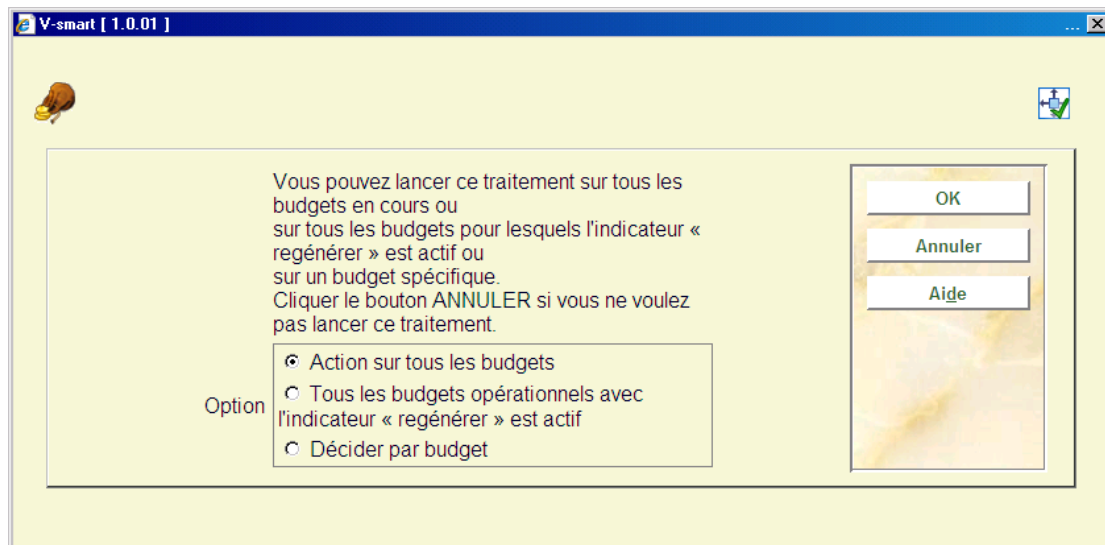 V-smart [ 1.0.01 ]
...
Vous pouvez lancer ce traitement sur tous les
budgets en cours ou
sur tous les budgets pour lesquels l'indicateur «
regénérer » est actif ou
sur un budget spécifique.
Cliquer le bouton ANNULER si vous ne voulez
pas lancer ce traitement.
Option
Action sur tous les budgets
Tous les budgets opérationnels avec
l'indicateur « regénérer » est actif
Décider par budget
OK
Annuler
Aide